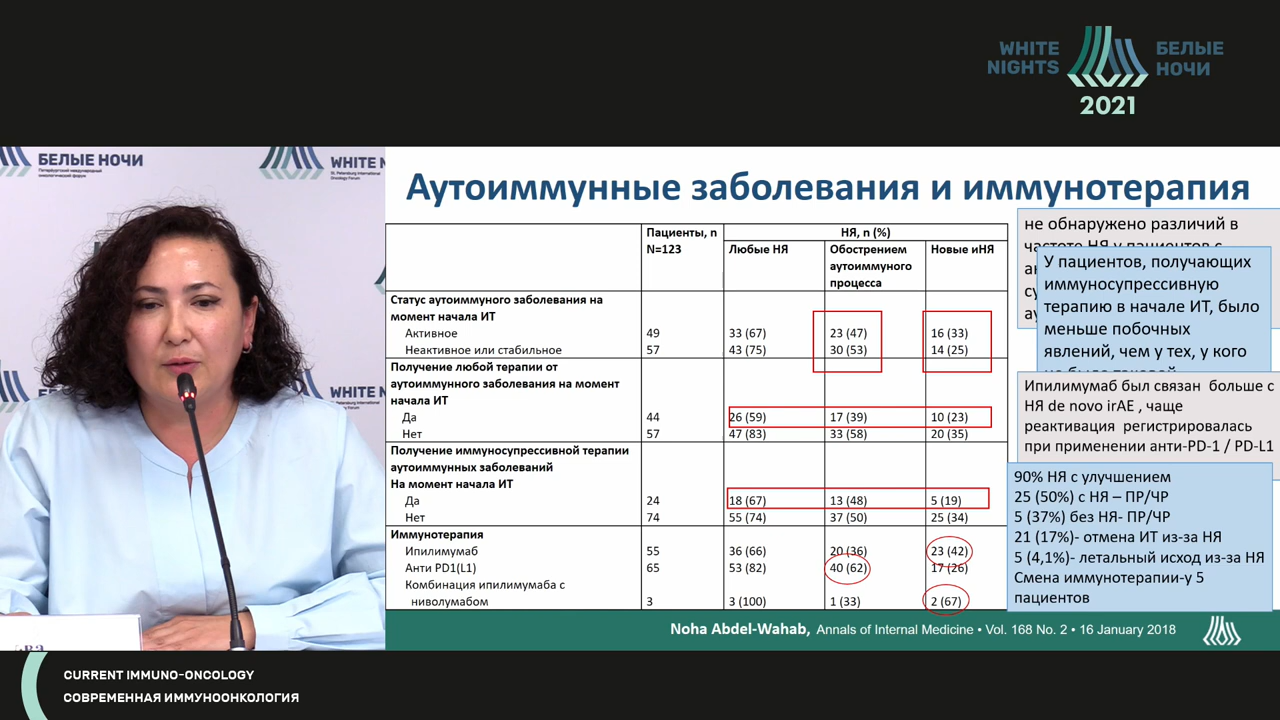 WHITE NIGHTS
БЕЛЫЕ НОЧИ
2021
БЕЛЫЕ НОЧИ
Петербургский международный
онкологический форум
WHITE N
St. Petersburg International
Oncology Forum
WHITE N
Аутоиммунные заболевания и иммунотерапия
Пациенты, n
N=123
НЯ, n (%)
Любые НЯ
Обострением
аутоиммуного
процесса
Новые иНЯ
Статус аутоиммуного заболевания на
момент начала ИТ
Активное 49 33 (67) 23 (47) 16 (33)
Неактивное или стабильное 57 43 (75) 30 (53) 14 (25)
Получение любой терапии от
аутоиммунного заболевания на момент
начала ИТ
Да 44 26 (59) 17 (39) 10 (23)
Нет 57 47 (83) 33 (58) 20 (35)
Получение иммуносупрессивной терапии
аутоиммунных заболеваний
На момент начала ИТ
Да 24 18 (67) 13 (48) 5 (19)
Нет 74 55 (74) 37 (50) 25 (34)
Иммунотерапия
Ипилимумаб 55 36 (66) 20 (36) 23 (42)
Анти PD1(L1) 65 53 (82) 40 (62) 17 (26)
Комбинация ипилимумаба с
ниволумабом 3 3 (100) 1 (33) 2 (67)
не обнаружено различий в
У пациентов, получающих
иммуносупрессивную
терапию в начале ИТ, было
меньше побочных
явлений, чем у тех, у кого
Ипилимумаб был связан больше с
НЯ de novo irAE , чаще
реактивация регистрировалась
при применении анти-PD-1 / PD-L1
90% НЯ с улучшением
25 (50%) с НЯ – ПР/ЧР
5 (37%) без НЯ- ПР/ЧР
21 (17%)- отмена ИТ из-за НЯ
5 (4,1%)- летальный исход из-за НЯ
Смена иммунотерапии-у 5
пациентов
Noha Abdel-Wahab, Annals of Internal Medicine • Vol. 168 No. 2 • 16 January 2018
CURRENT IMMUNO-ONCOLOGY
СОВРЕМЕННАЯ ИММУНООНКОЛОГИЯ